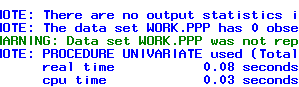 OTE: There are no output statistics i
OTE: The data set WORK.PPP has 0 obse
ARNING: Data set WORK.PPP was not rep
OTE: PROCEDURE UNIVARIATE used (Total
real time 0.08 seconds
cpu time 0.03 seconds